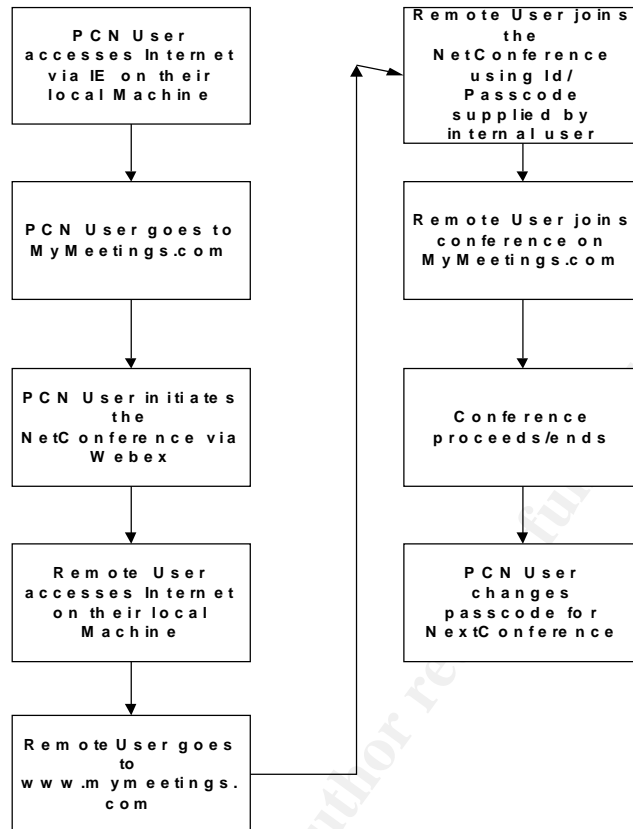 PCN User
accesses Internet
via IE on their
local Machine
PCN User goes to
MyMeetings.com
PCN User initiates
the
NetConference via
Webex
Remote User
accesses Internet
on their local
Machine
Remote User goes
to
www.mymeetings.
com
Remote User joins
the
NetConference
using Id/
Passcode
supplied by
internal user
Remote User joins
conference on
MyMeetings.com
Conference
proceeds/ends
PCN User
changes
passcode for
NextConference
author re
ful